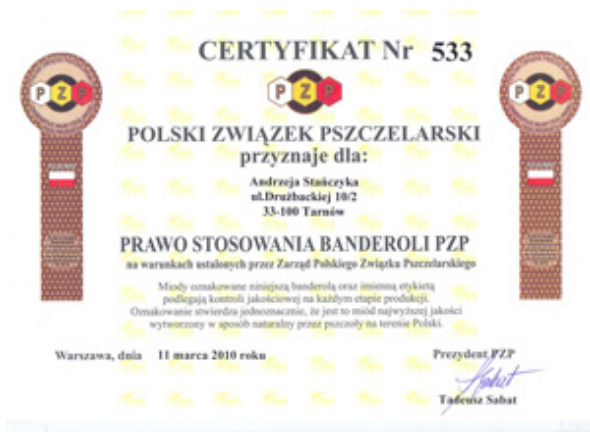 CERTYFIKAT Nr 533
P Z P
P Z P
P Z P
POLSKI ZWIĄZEK PSZCZELARSKI
przyznaje dla:
Andrzeja Stańczyka
ul.Drużbackiej 10/2
33-100 Tarnów
PRAWO STOSOWANIA BANDEROLI PZP
na warunkach ustalonych przez Zarząd Polskiego Związku Pszczelarskiego
Miody oznakowane niniejszą banderolą oraz imienną etykietą
podlegają kontroli jakościowej na każdym etapie produkcji.
Oznakowanie stwierdza jednoznacznie, że jest to miód najwyższej jakości
wytworzony w sposób naturalny przez pszczoły na terenie Polski.
Warszawa, dnia 11 marca 2010 roku
Prezydent PZP
Tadeusz Sabat